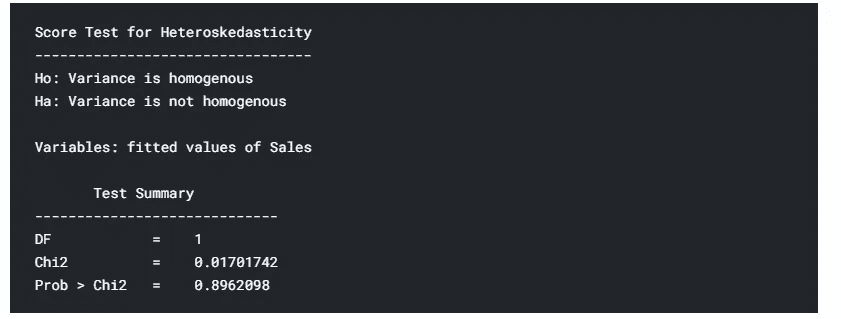 Score Test for Heteroskedasticity
---------------------------------
Ho: Variance is homogenous
Ha: Variance is not homogenous
Variables: fitted values of Sales
Test Summary
-----------------------------
DF = 1
Chi2 = 0.01701742
Prob > Chi2 = 0.8962098